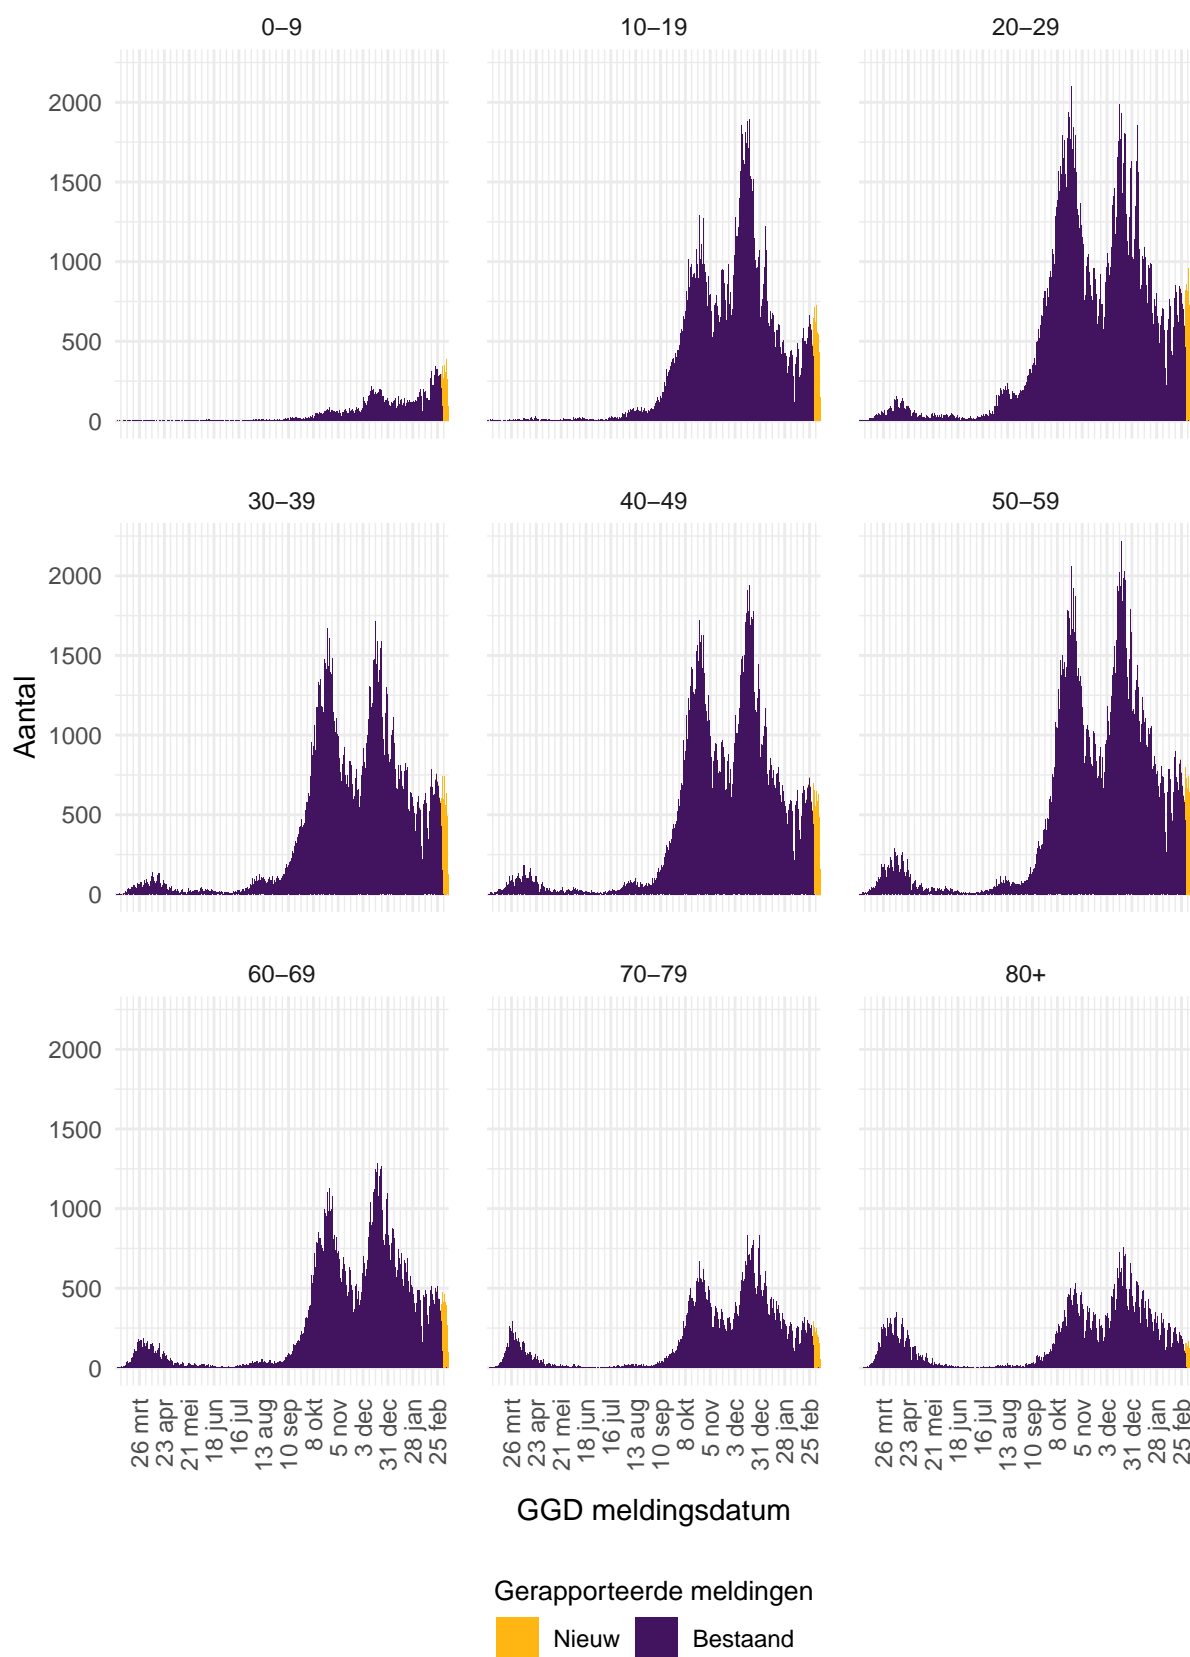 0–9 10–19 20–29
2000
1500
1000
500
0
30–39 40–49 50–59
2000
1500
1000
500
0
Aantal
60–69 70–79 80+
2000
1500
1000
500
0
26 mrt 23 apr 21 mei 18 jun 16 jul 13 aug 10 sep 8 okt 5 nov 3 dec 31 dec 28 jan 25 feb
26 mrt 23 apr 21 mei 18 jun 16 jul 13 aug 10 sep 8 okt 5 nov 3 dec 31 dec 28 jan 25 feb
26 mrt 23 apr 21 mei 18 jun 16 jul 13 aug 10 sep 8 okt 5 nov 3 dec 31 dec 28 jan 25 feb
GGD meldingsdatum
Gerapporteerde meldingen
Nieuw Bestaand